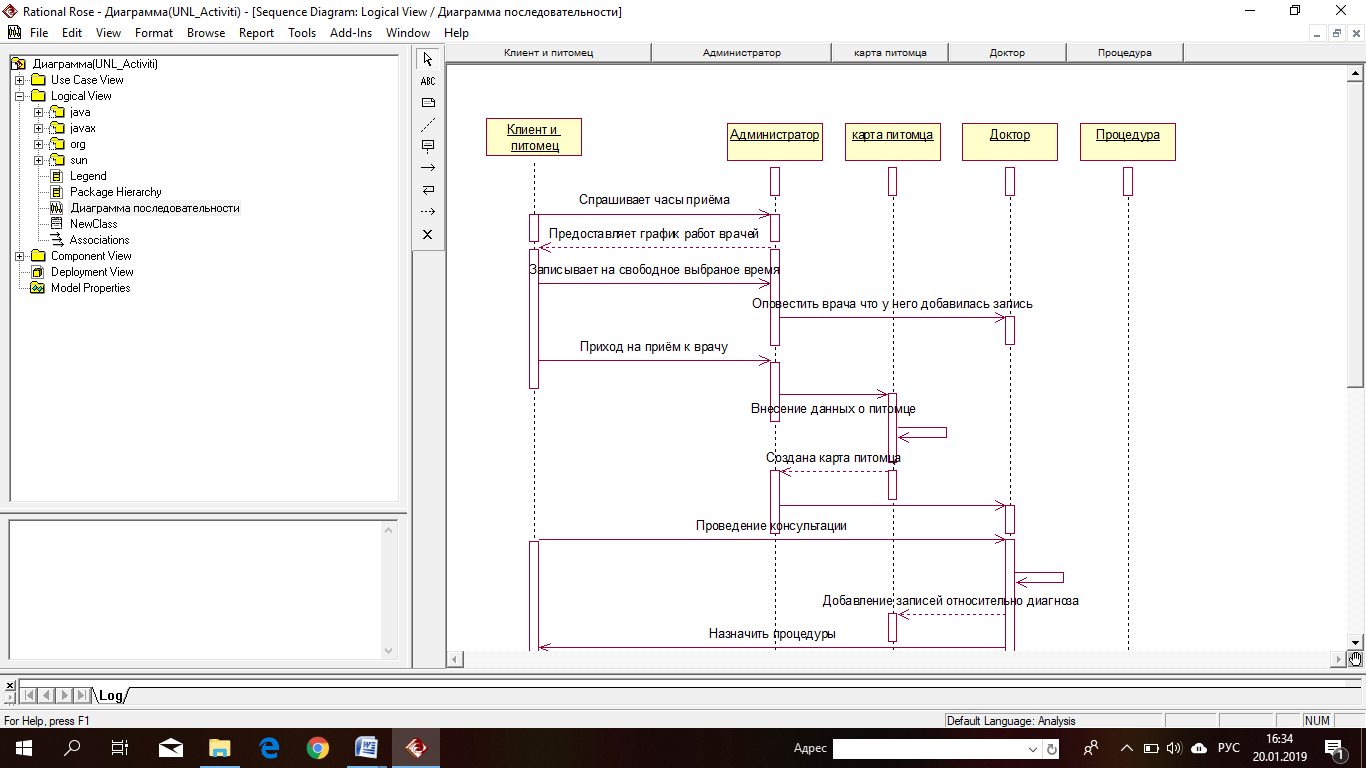 Rational Rose - Диаграмма(UNL_Activiti) - [Sequence Diagram: Logical View / Диаграмма последовательности]
File Edit View Format Browse Report Tools Add-Ins Window Help
Диаграмма(UNL_Activiti)
Use Case View
Logical View
java
javax
org
sun
Legend
Package Hierarchy
Диаграмма последовательности
NewClass
Associations
Component View
Deployment View
Model Properties
ABC
Клиент и питомец Администратор карта питомца Доктор Процедура
Клиент и
питомец
Администратор
карта питомца
Доктор
Процедура
Спрашивает часы приёма
Предоставляет график работ врачей
Записывает на свободное выбраное время
Оповестить врача что у него добавилась запись
Приход на приём к врачу
Внесение данных о питомце
Создана карта питомца
Проведение консультации
Добавление записей относительно диагноза
Назначить процедуры
Log
For Help, press F1
Default Language: Analysis
NUM
Адрес
РУС
16:34
20.01.2019
1